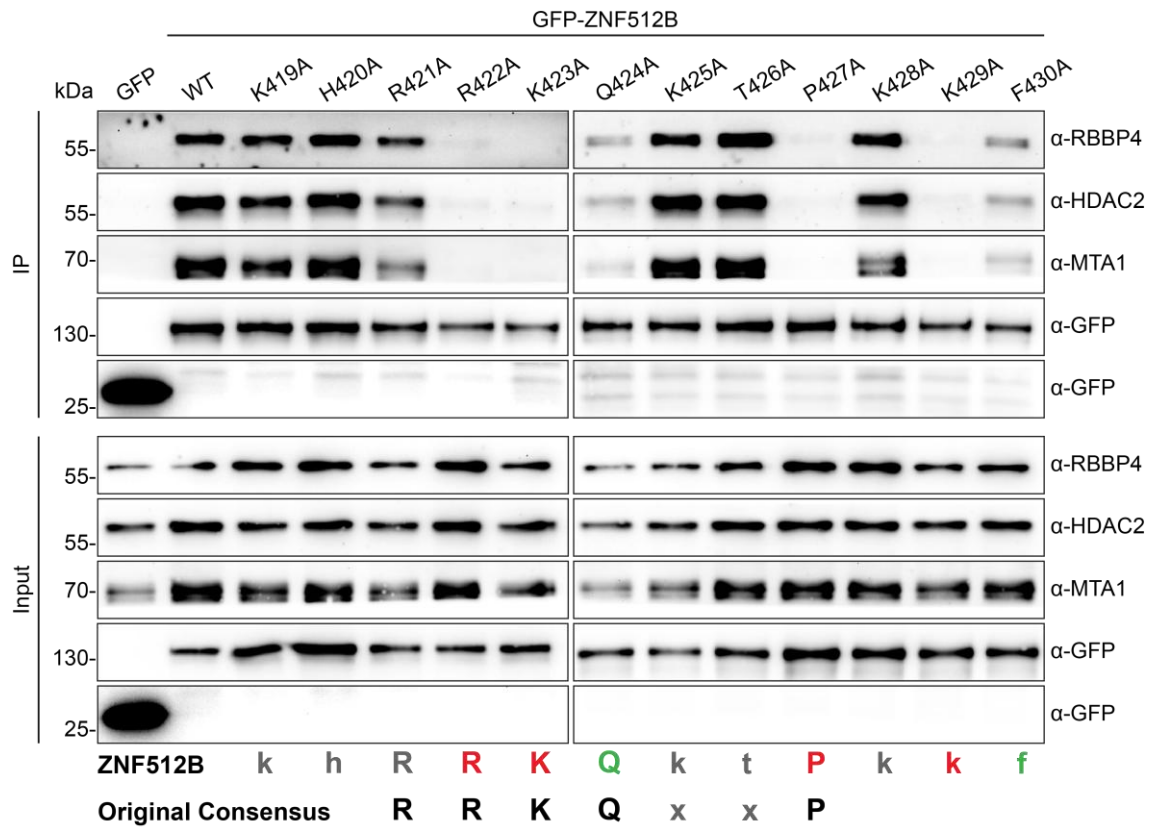 GFP-ZNF512B
kDa GFP WT K419A H420A R421A R422A K423A Q424A K425A T426A P427A K428A K429A F430A
IP
55- α-RBBP4
55- α-HDAC2
70- α-MTA1
130- α-GFP
25- α-GFP
Input
55- α-RBBP4
55- α-HDAC2
70- α-MTA1
130- α-GFP
25- α-GFP
ZNF512B k h R R K Q k t P k k f
Original Consensus R R K Q x x P